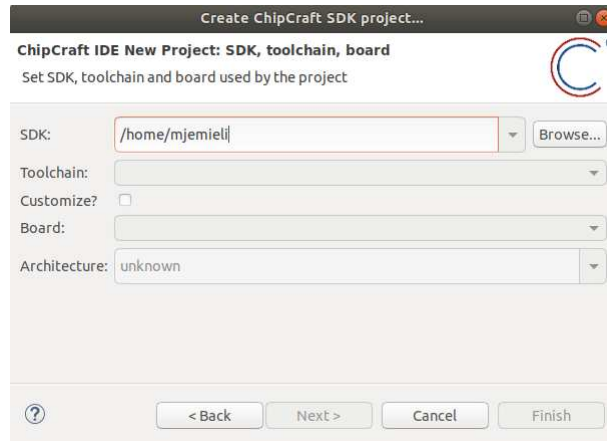 Create ChipCraft SDK project...
ChipCraft IDE New Project: SDK, toolchain, board
Set SDK, toolchain and board used by the project
SDK: /home/mjemieli Browse...
Toolchain:
Customize?
Board:
Architecture: unknown
? < Back Next > Cancel Finish